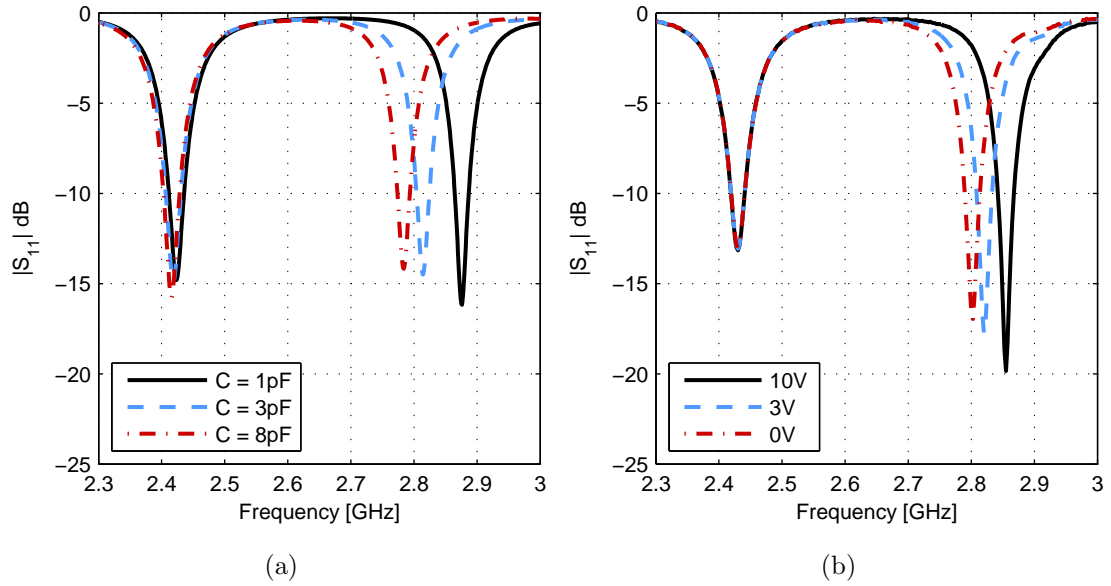 0
−5
−10
−15
−20
−25
|S11| dB
2.3 2.4 2.5 2.6 2.7 2.8 2.9 3
Frequency [GHz]
C = 1pF
C = 3pF
C = 8pF
(a)
0
−5
−10
−15
−20
−25
|S11| dB
2.3 2.4 2.5 2.6 2.7 2.8 2.9 3
Frequency [GHz]
10V
3V
0V
(b)